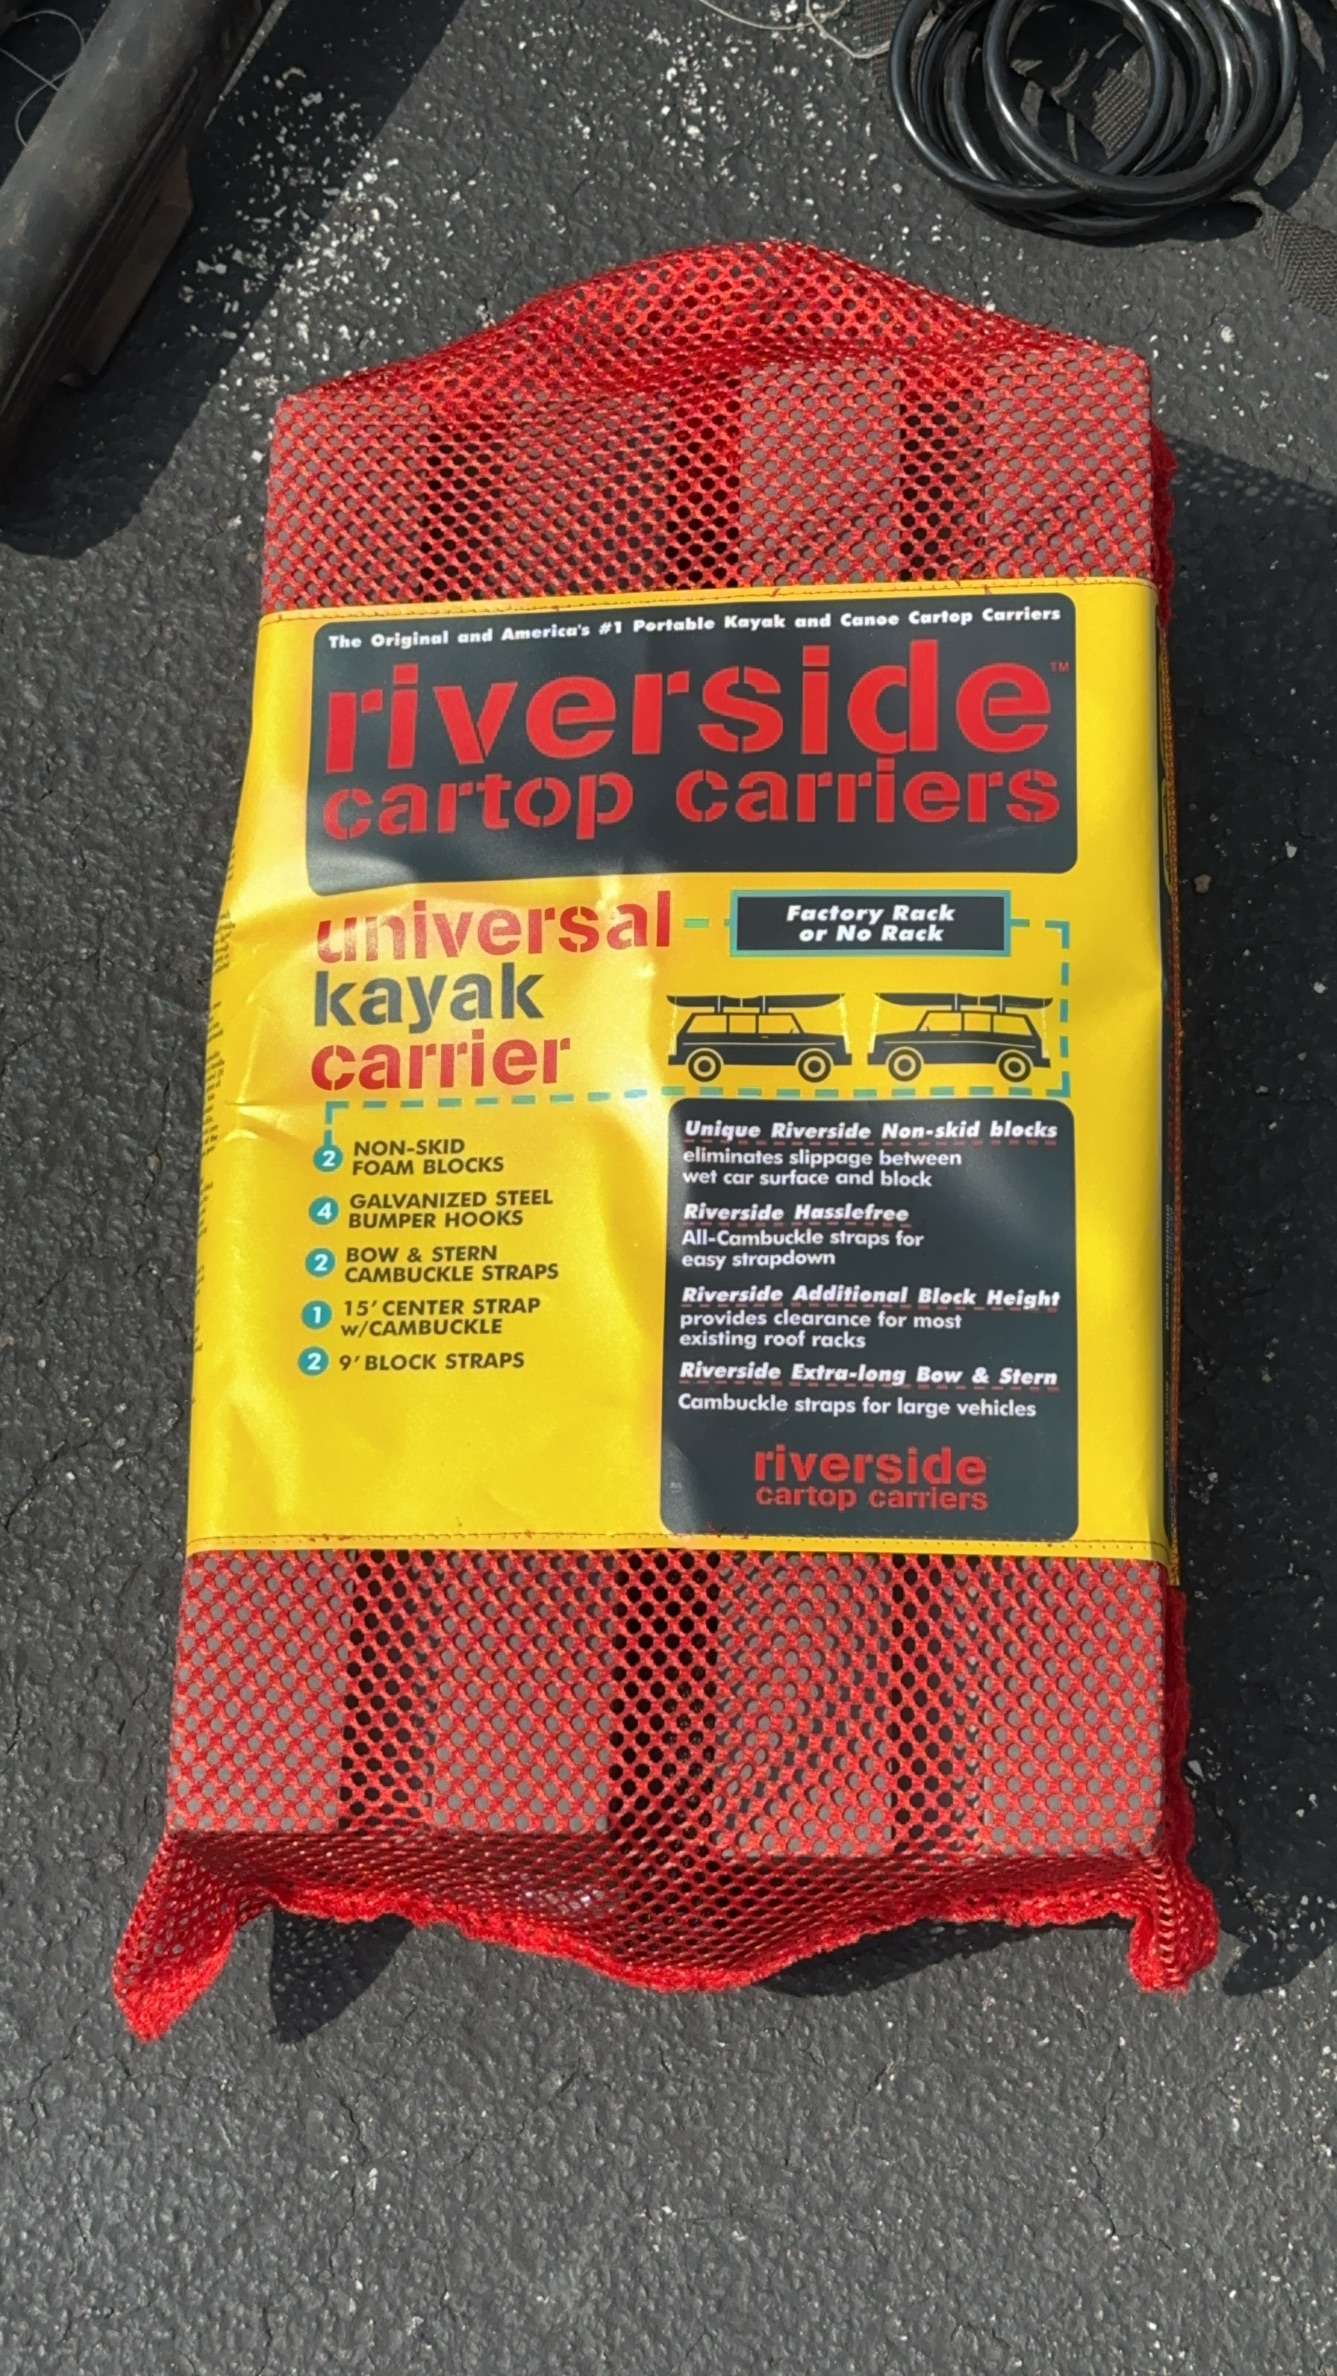 The Original and America's #1 Portable Kayak and Canoe Cartop Carriers
riverside™
cartop carriers
universal
kayak
carrier
Factory Rack
or No Rack
2 NON-SKID
FOAM BLOCKS
4 GALVANIZED STEEL
BUMPER HOOKS
2 BOW & STERN
CAMBUCKLE STRAPS
1 15' CENTER STRAP
w/CAMBUCKLE
2 9' BLOCK STRAPS
Unique Riverside Non-skid blocks
eliminates slippage between
wet car surface and block
Riverside Hasslefree
All-Cambuckle straps for
easy strapdown
Riverside Additional Block Height
provides clearance for most
existing roof racks
Riverside Extra-long Bow & Stern
Cambuckle straps for large vehicles
riverside
cartop carriers